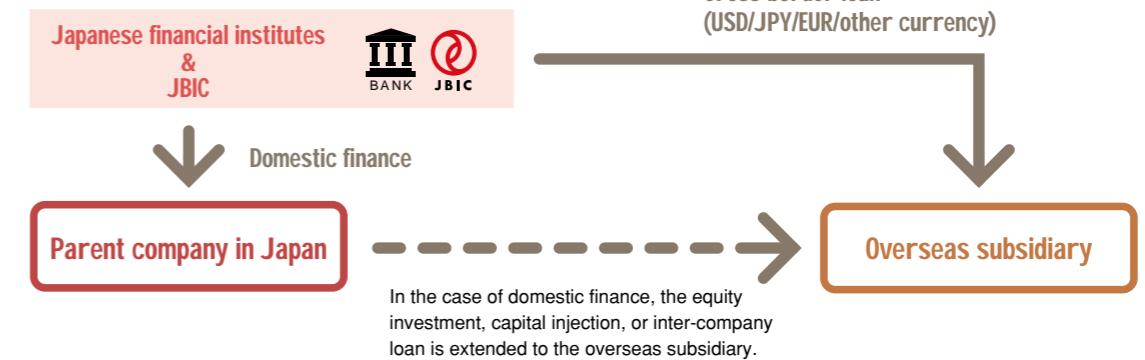 (USD/JPY/EUR/other currency)
Japanese financial institutes
&
JBIC
BANK
JBIC
Domestic finance
Parent company in Japan
Overseas subsidiary
In the case of domestic finance, the equity
investment, capital injection, or inter-company
loan is extended to the overseas subsidiary.